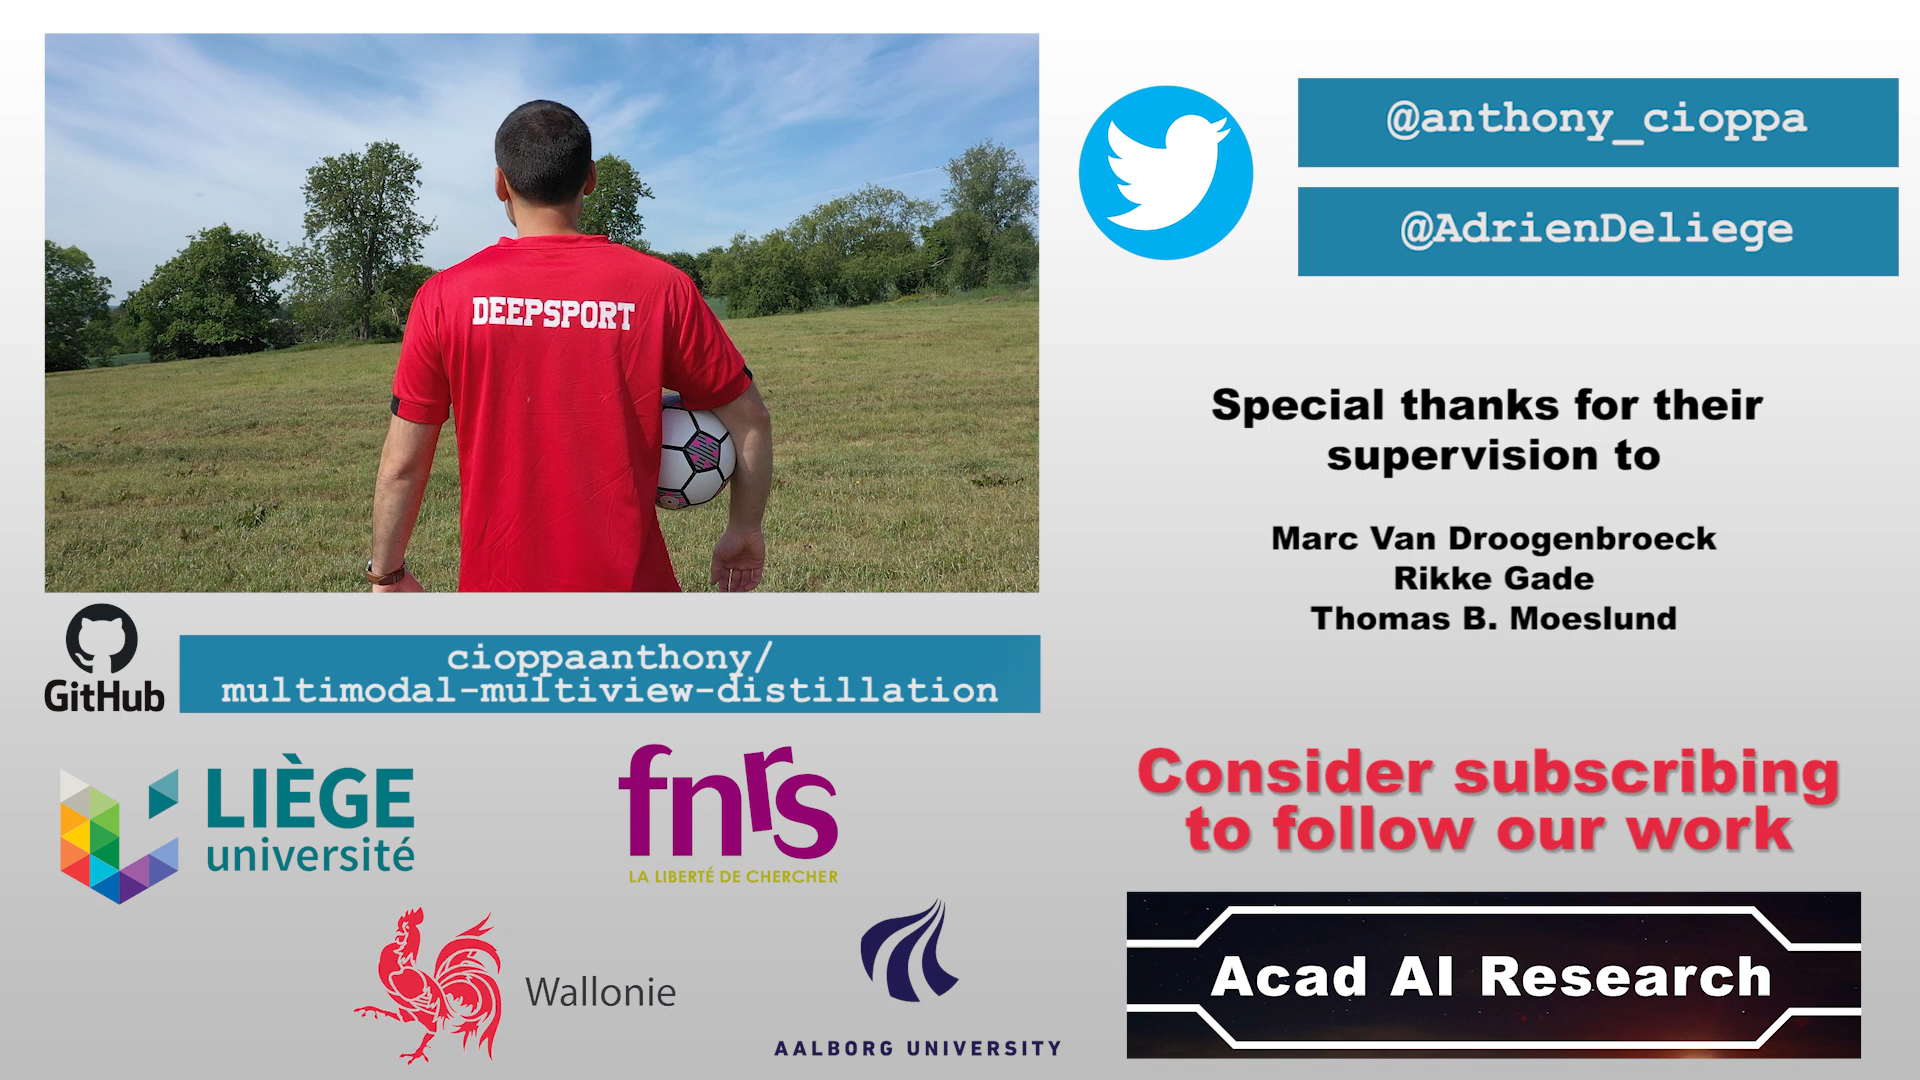 DEEPSPORT
@anthony_cioppa
@AdrienDeliege
Special thanks for their
supervision to
Marc Van Droogenbroeck
Rikke Gade
Thomas B. Moeslund
GitHub
cioppaanthony/
multimodal-multiview-distillation
LIÈGE
université
fnrs
LA LIBERTÉ DE CHERCHER
Wallonie
AALBORG UNIVERSITY
Consider subscribing
to follow our work
Acad AI Research